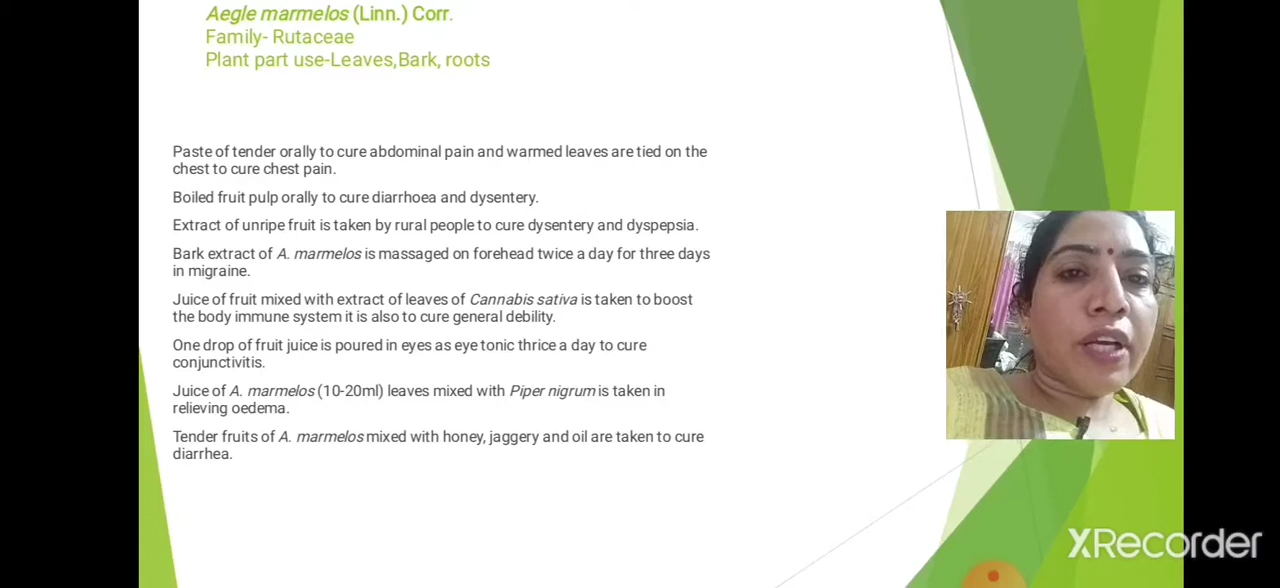 Aegle marmelos (Linn.) Corr.
Family- Rutaceae
Plant part use-Leaves,Bark, roots
Paste of tender orally to cure abdominal pain and warmed leaves are tied on the
chest to cure chest pain.
Boiled fruit pulp orally to cure diarrhoea and dysentery.
Extract of unripe fruit is taken by rural people to cure dysentery and dyspepsia.
Bark extract of A. marmelos is massaged on forehead twice a day for three days
in migraine.
Juice of fruit mixed with extract of leaves of Cannabis sativa is taken to boost
the body immune system it is also to cure general debility.
One drop of fruit juice is poured in eyes as eye tonic thrice a day to cure
conjunctivitis.
Juice of A. marmelos (10-20ml) leaves mixed with Piper nigrum is taken in
relieving oedema.
Tender fruits of A. marmelos mixed with honey, jaggery and oil are taken to cure
diarrhea.
XRecorder